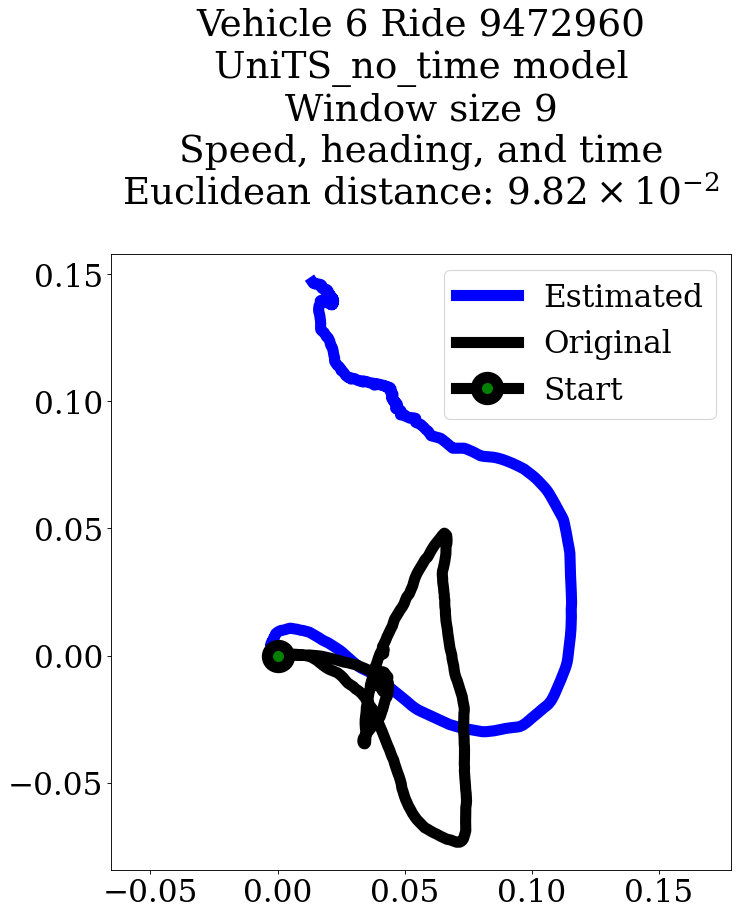 Vehicle 6 Ride 9472960
UniTS_no_time model
Window size 9
Speed, heading, and time
Euclidean distance: 9.82 × 10⁻²
0.15
0.10
0.05
0.00
−0.05
Estimated
Original
Start
−0.05 0.00 0.05 0.10 0.15